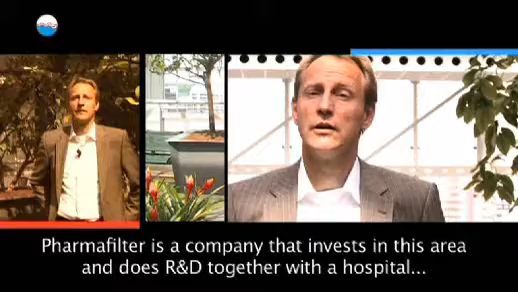 Pharmafilter is a company that invests in this area
and does R&D together with a hospital...